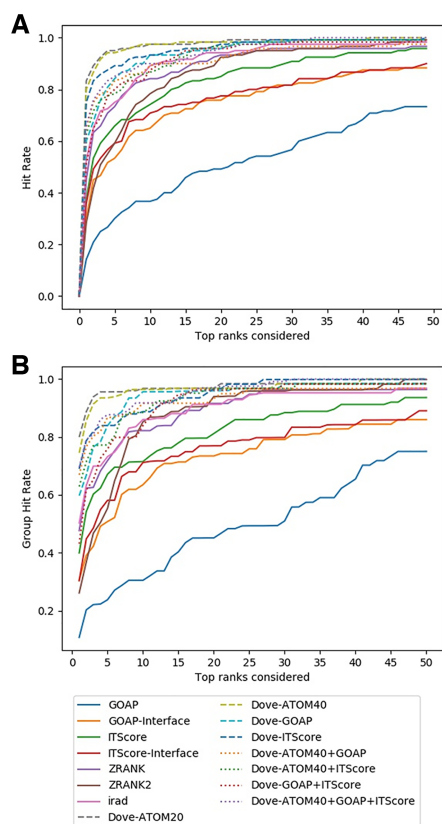 A
1.0
0.8
0.6
0.4
0.2
0.0
Hit Rate
0 5 10 15 20 25 30 35 40 45 50
Top ranks considered
B
1.0
0.8
0.6
0.4
0.2
Group Hit Rate
0 5 10 15 20 25 30 35 40 45 50
Top ranks considered
GOAP
GOAP-Interface
ITScore
ITScore-Interface
ZRANK
ZRANK2
irad
Dove-ATOM20
Dove-ATOM40
Dove-GOAP
Dove-ITScore
Dove-ATOM40+GOAP
Dove-ATOM40+ITScore
Dove-GOAP+ITScore
Dove-ATOM40+GOAP+ITScore